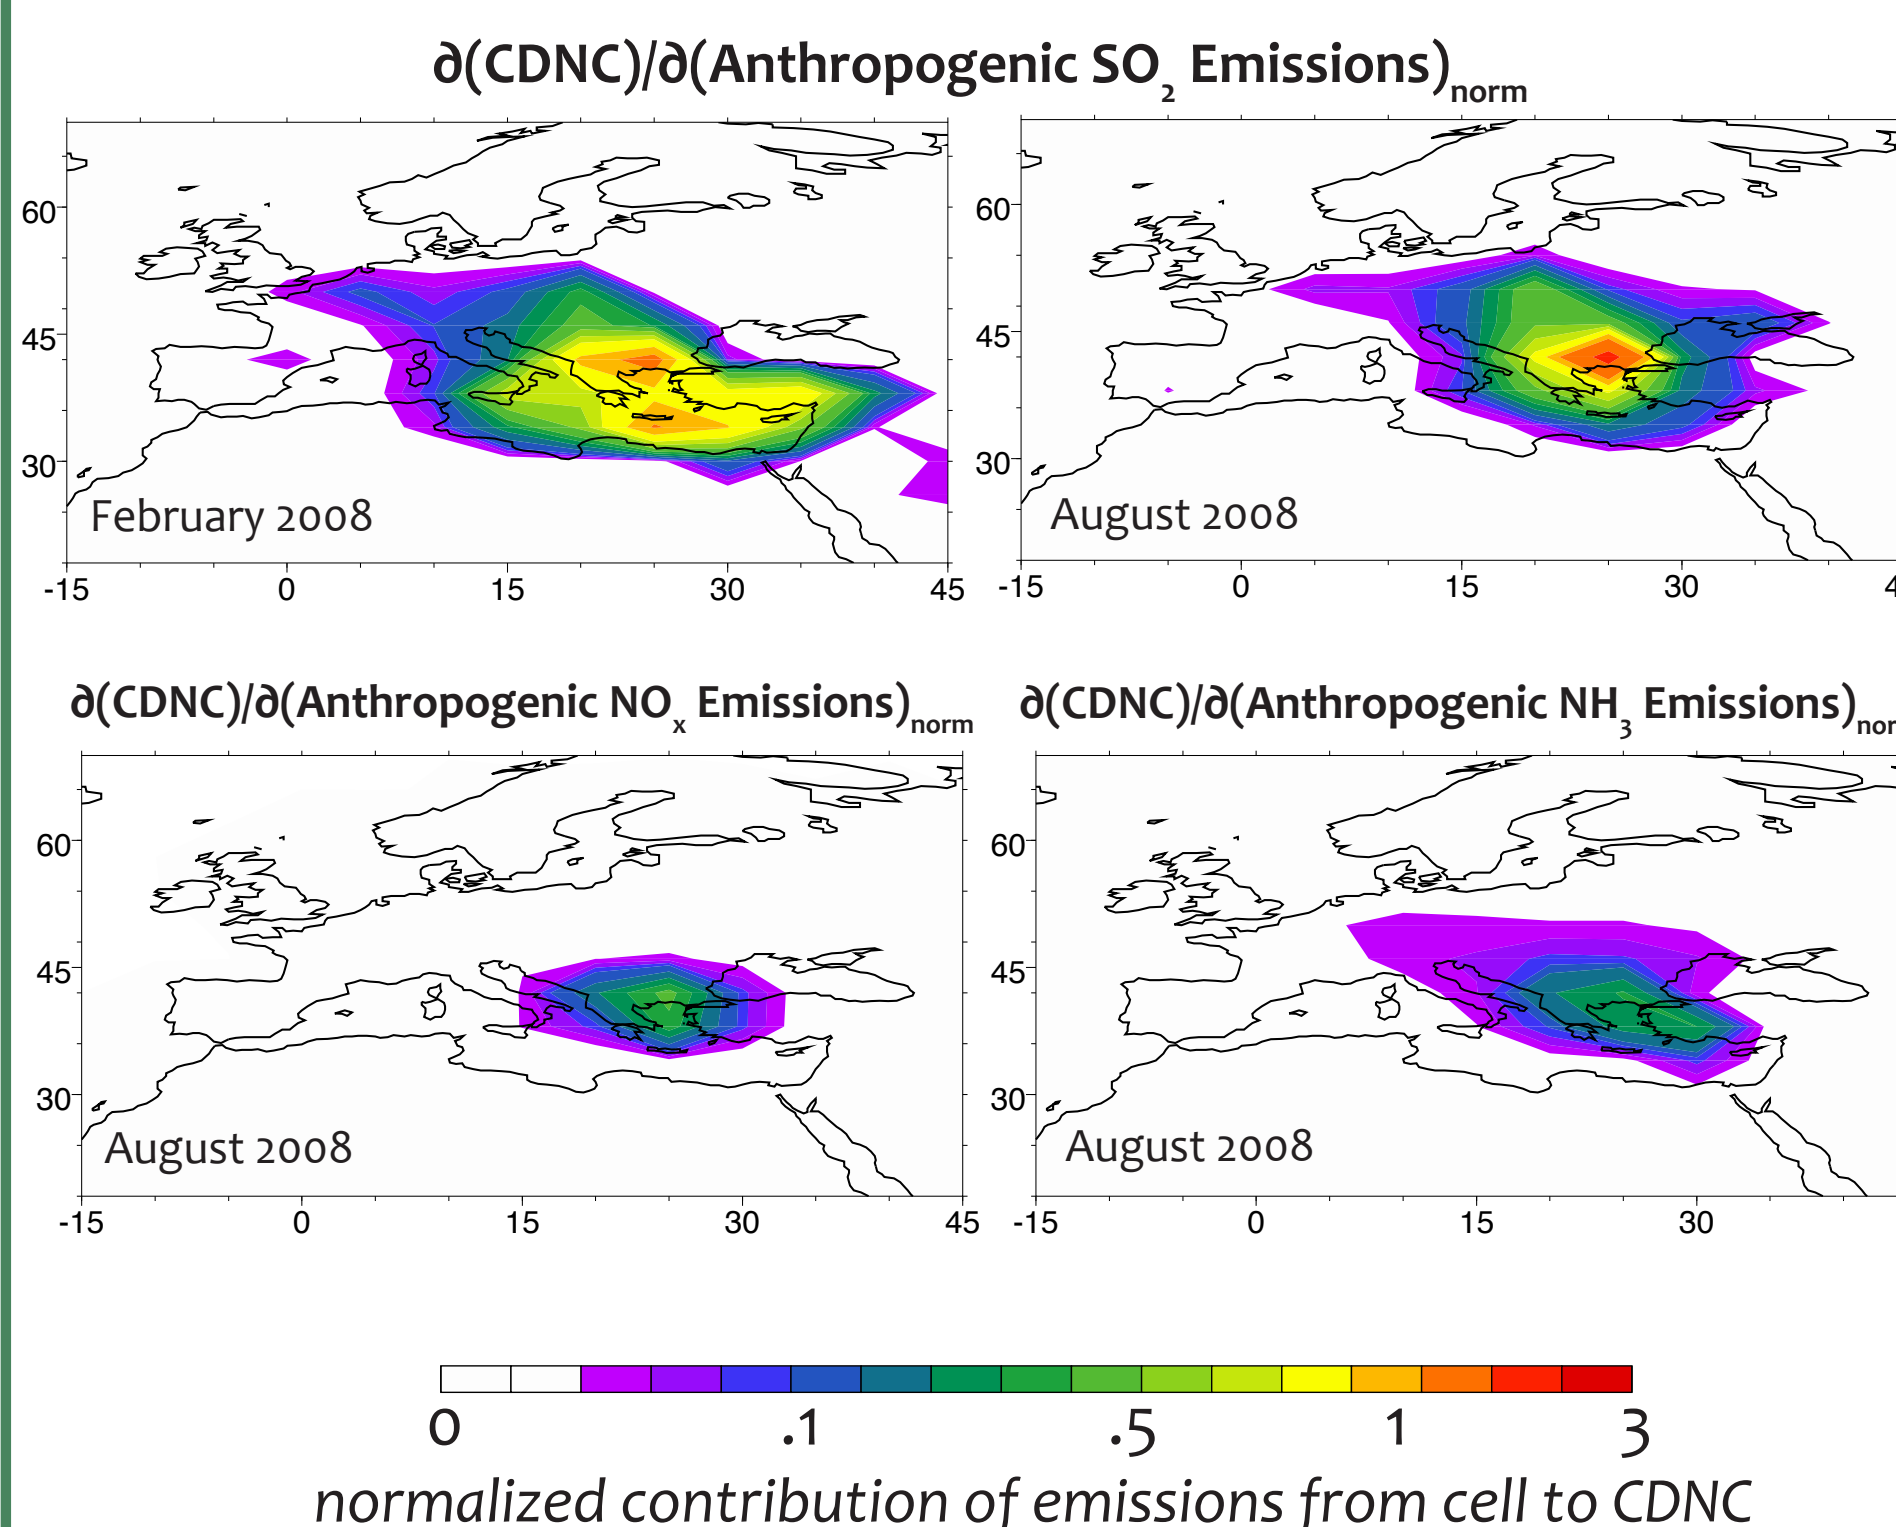 ∂(CDNC)/∂(Anthropogenic SO₂ Emissions)norm
60
45
30
February 2008
-15 0 15 30 45
60
45
30
August 2008
-15 0 15 30 4
∂(CDNC)/∂(Anthropogenic NOx Emissions)norm
∂(CDNC)/∂(Anthropogenic NH₃ Emissions)nor
60
45
30
August 2008
-15 0 15 30 45
60
45
30
August 2008
-15 0 15 30
0 .1 .5 1 3
normalized contribution of emissions from cell to CDNC